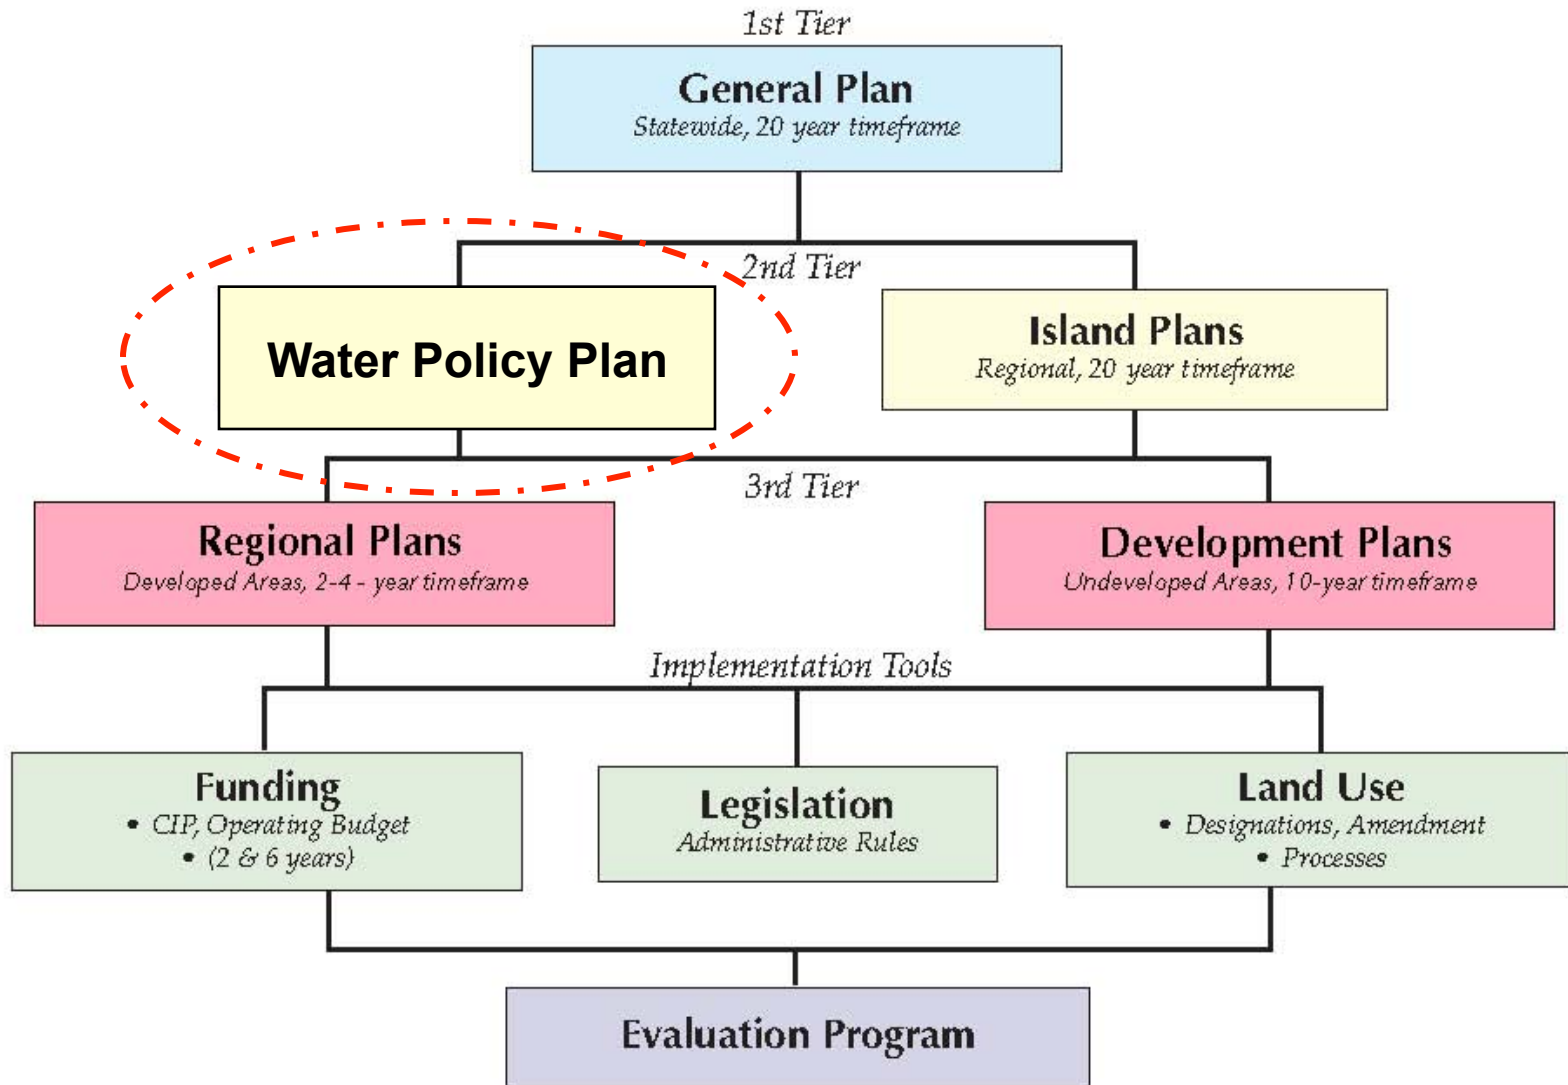 1st Tier
General Plan
Statewide, 20 year timeframe
2nd Tier
Water Policy Plan
Island Plans
Regional, 20 year timeframe
3rd Tier
Regional Plans
Developed Areas, 2-4 - year timeframe
Development Plans
Undeveloped Areas, 10-year timeframe
Implementation Tools
Funding
• CIP, Operating Budget
• (2 & 6 years)
Legislation
Administrative Rules
Land Use
• Designations, Amendment
• Processes
Evaluation Program